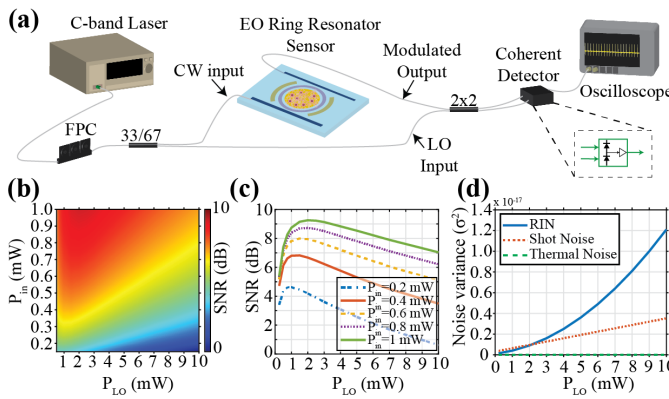 (a)
C-band Laser
EO Ring Resonator
Sensor
Modulated
Output
Coherent
Detector
Oscilloscope
CW input
2x2
FPC
33/67
LO
Input
(b)
1.0
0.9
0.8
0.7
0.6
0.5
0.4
0.3
0.2
P_in (mW)
0 1 2 3 4 5 6 7 8 9 10
P_LO (mW)
10
0
SNR (dB)
(c)
10
8
6
4
2
0
SNR (dB)
P_in=0.2 mW
P_in=0.4 mW
P_in=0.6 mW
P_in=0.8 mW
P_in=1 mW
0 1 2 3 4 5 6 7 8 9 10
P_LO (mW)
(d)
1.4 x 10^-17
1.2
1.0
0.8
0.6
0.4
0.2
0
Noise variance (σ²)
RIN
Shot Noise
Thermal Noise
0 1 2 3 4 5 6 7 8 9 10
P_LO (mW)